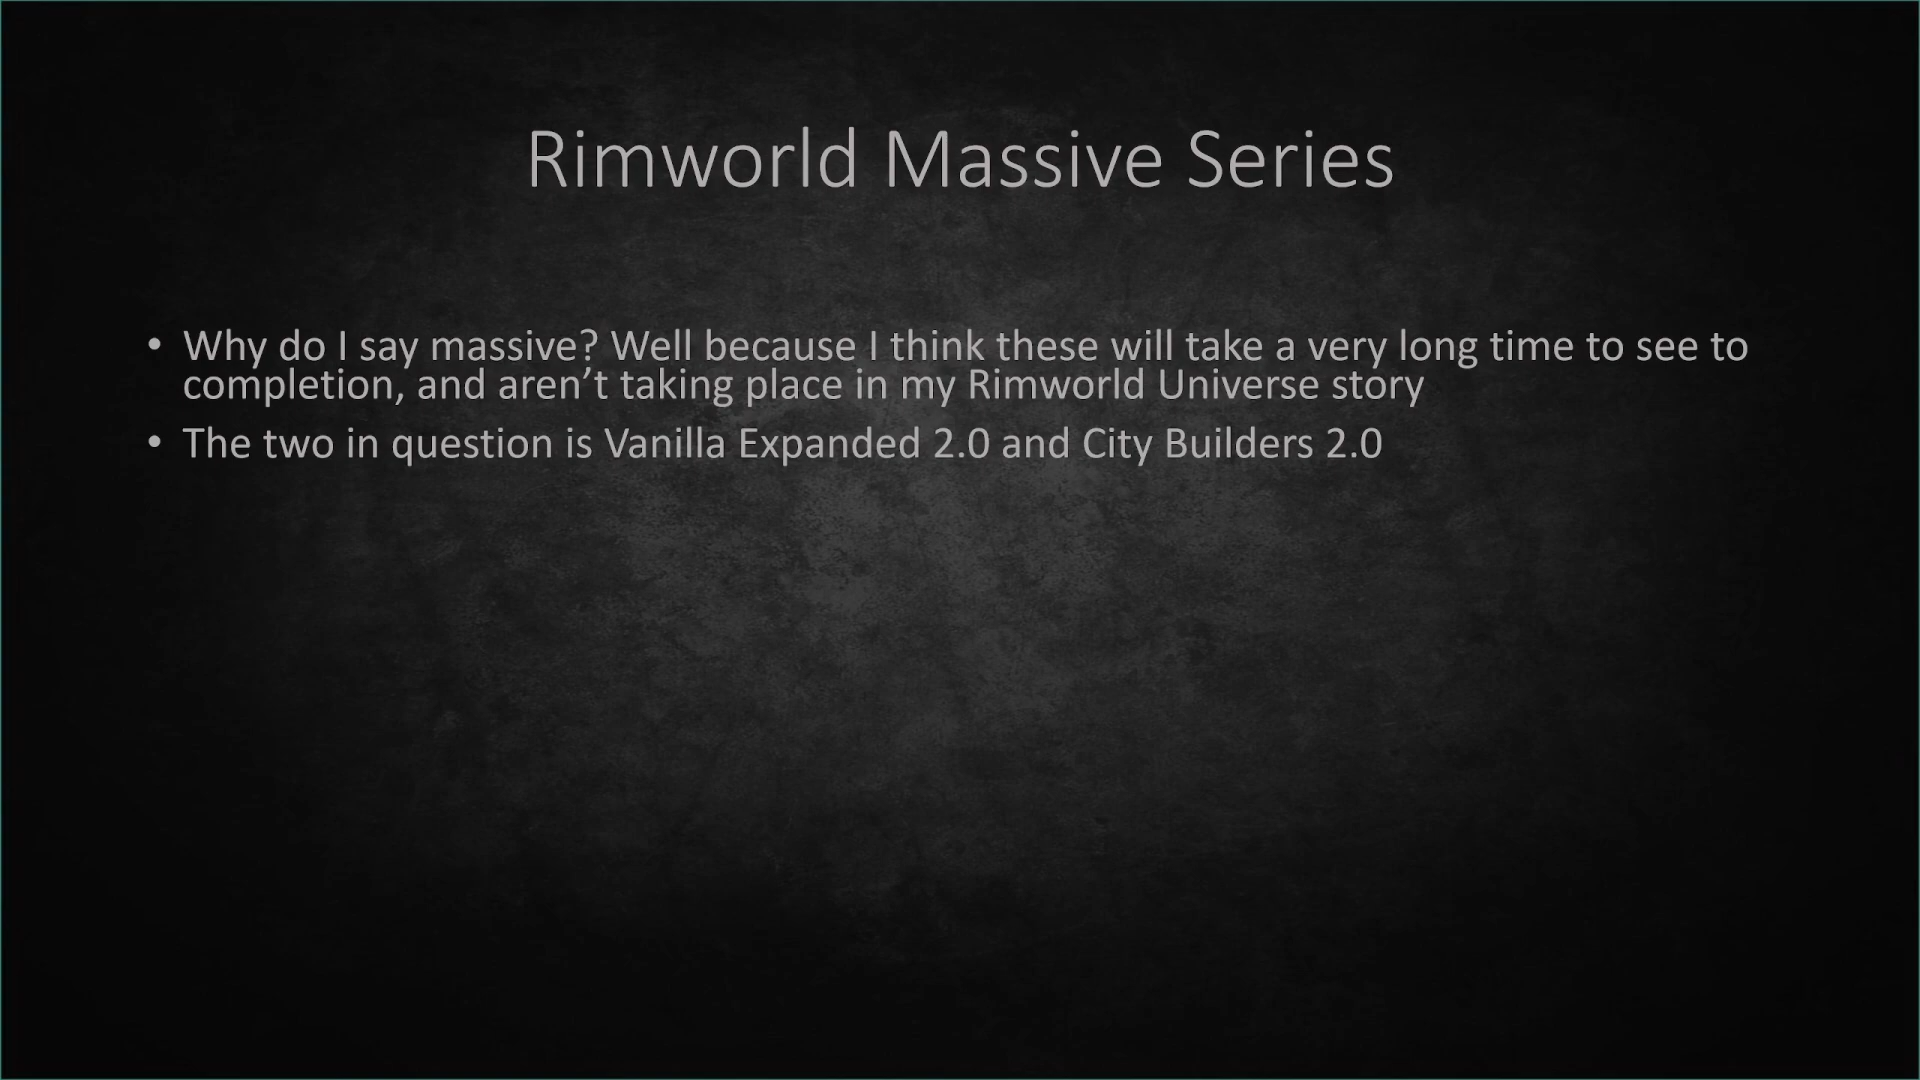 Rimworld Massive Series
• Why do I say massive? Well because I think these will take a very long time to see to
completion, and aren’t taking place in my Rimworld Universe story
• The two in question is Vanilla Expanded 2.0 and City Builders 2.0